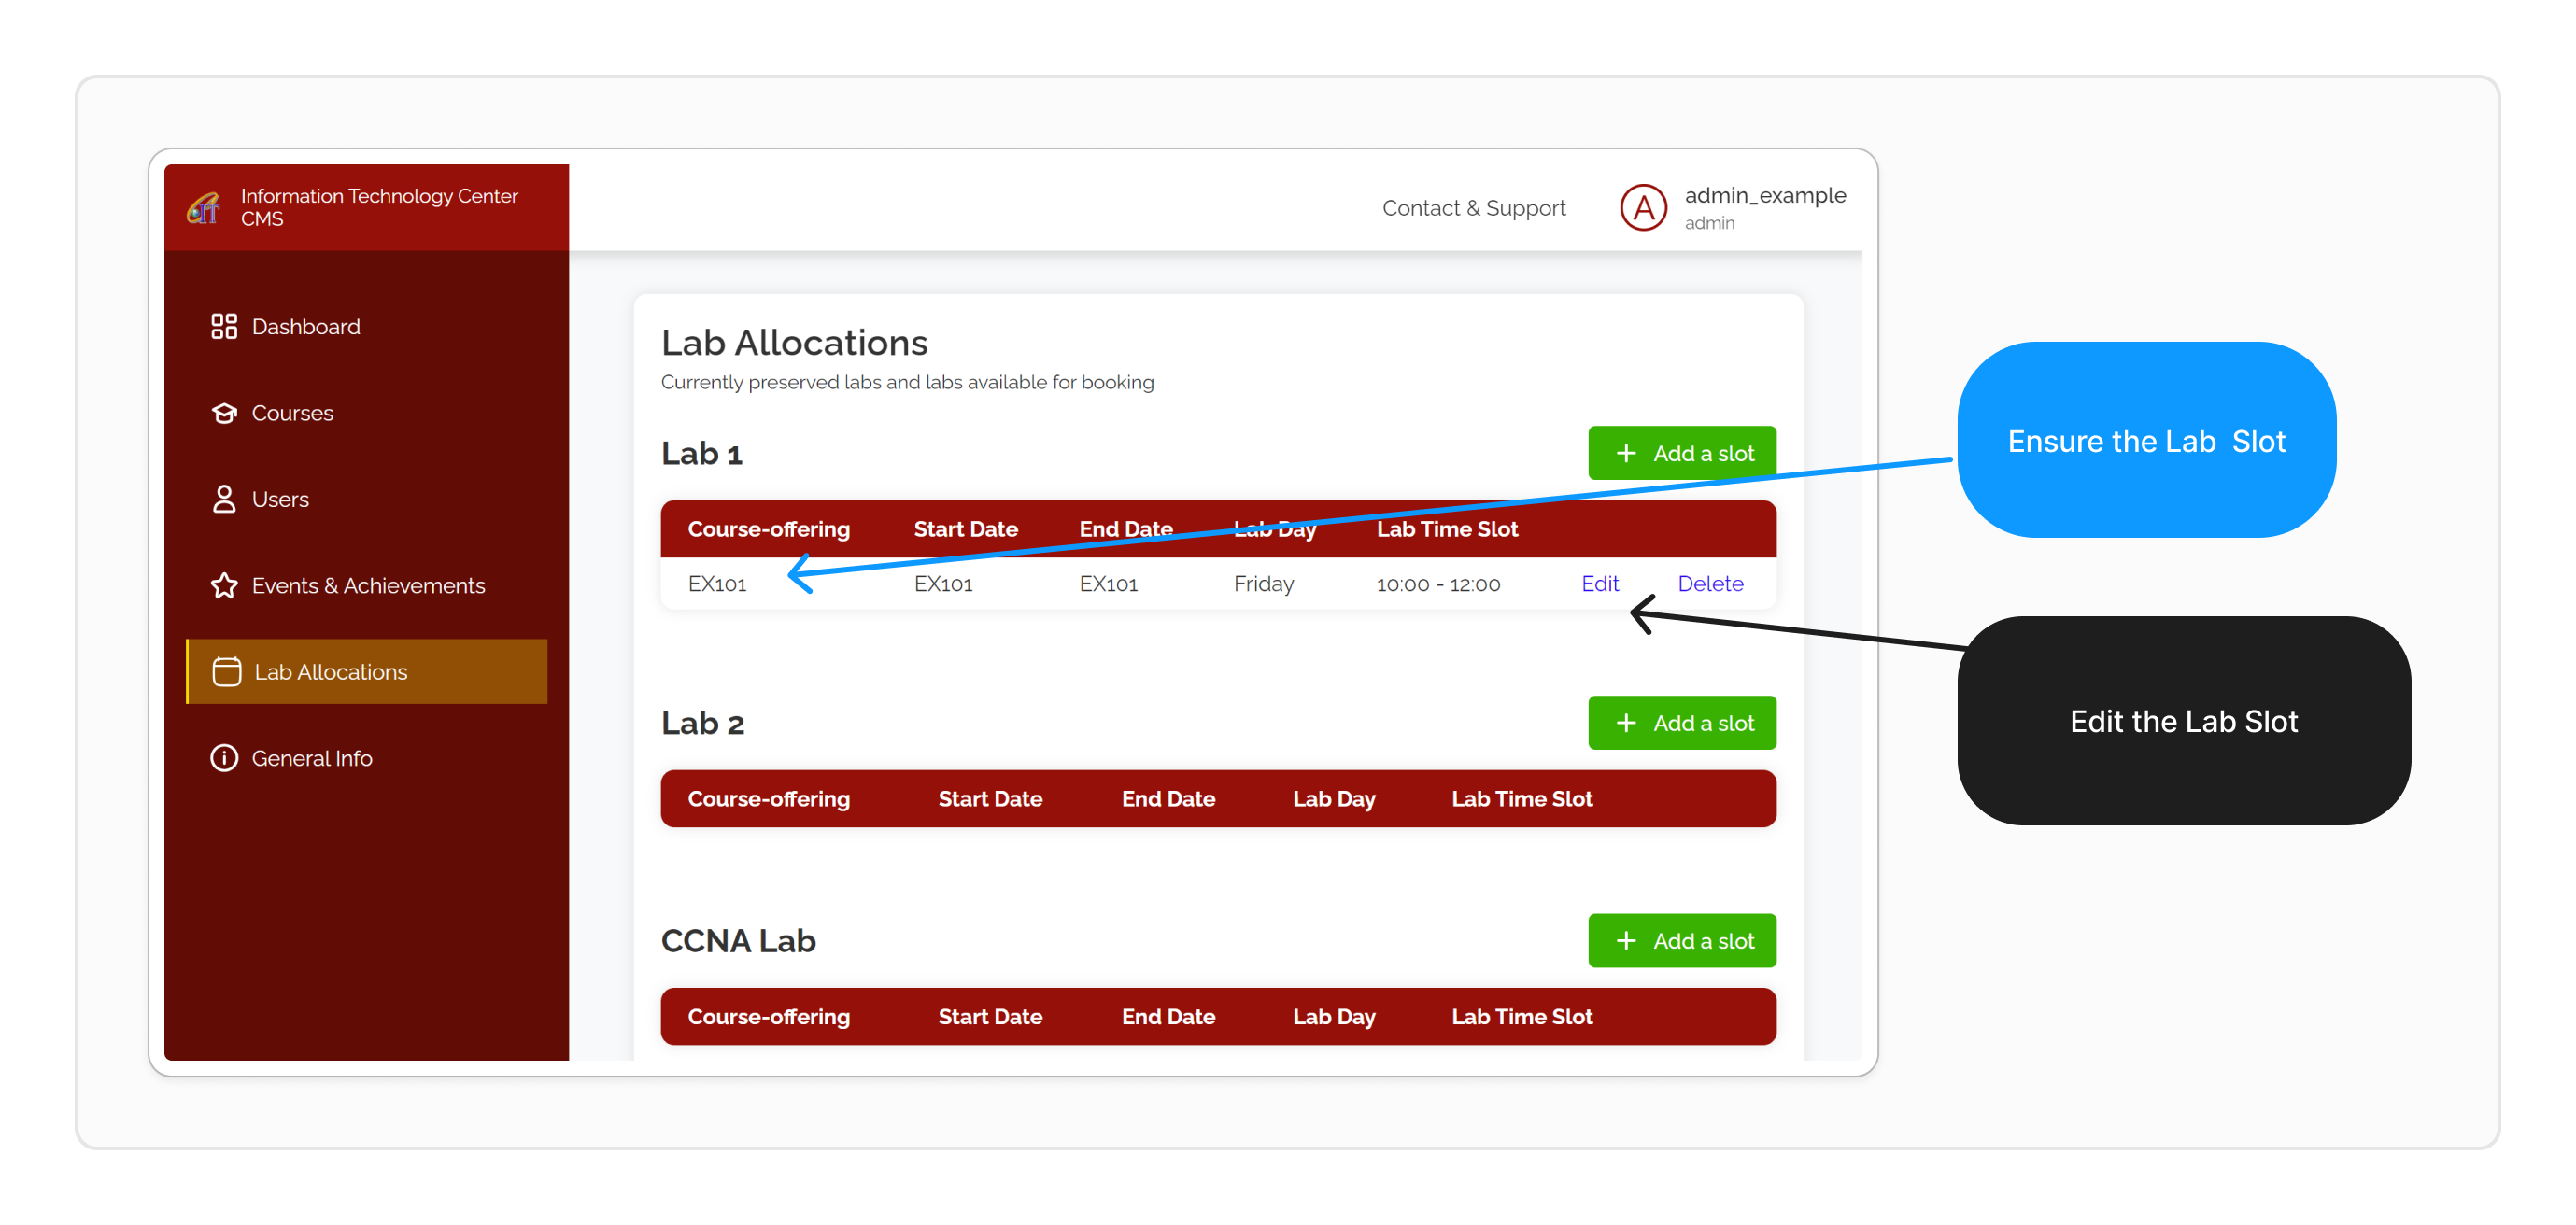 Information Technology Center
CMS
Contact & Support
A
admin_example
admin
Dashboard
Courses
Users
Events & Achievements
Lab Allocations
General Info
Lab Allocations
Currently preserved labs and labs available for booking
Lab 1
+ Add a slot
Course-offering Start Date End Date Lab Day Lab Time Slot
EX101 EX101 EX101 Friday 10:00 - 12:00 Edit Delete
Lab 2
+ Add a slot
Course-offering Start Date End Date Lab Day Lab Time Slot
CCNA Lab
+ Add a slot
Course-offering Start Date End Date Lab Day Lab Time Slot
Ensure the Lab Slot
Edit the Lab Slot